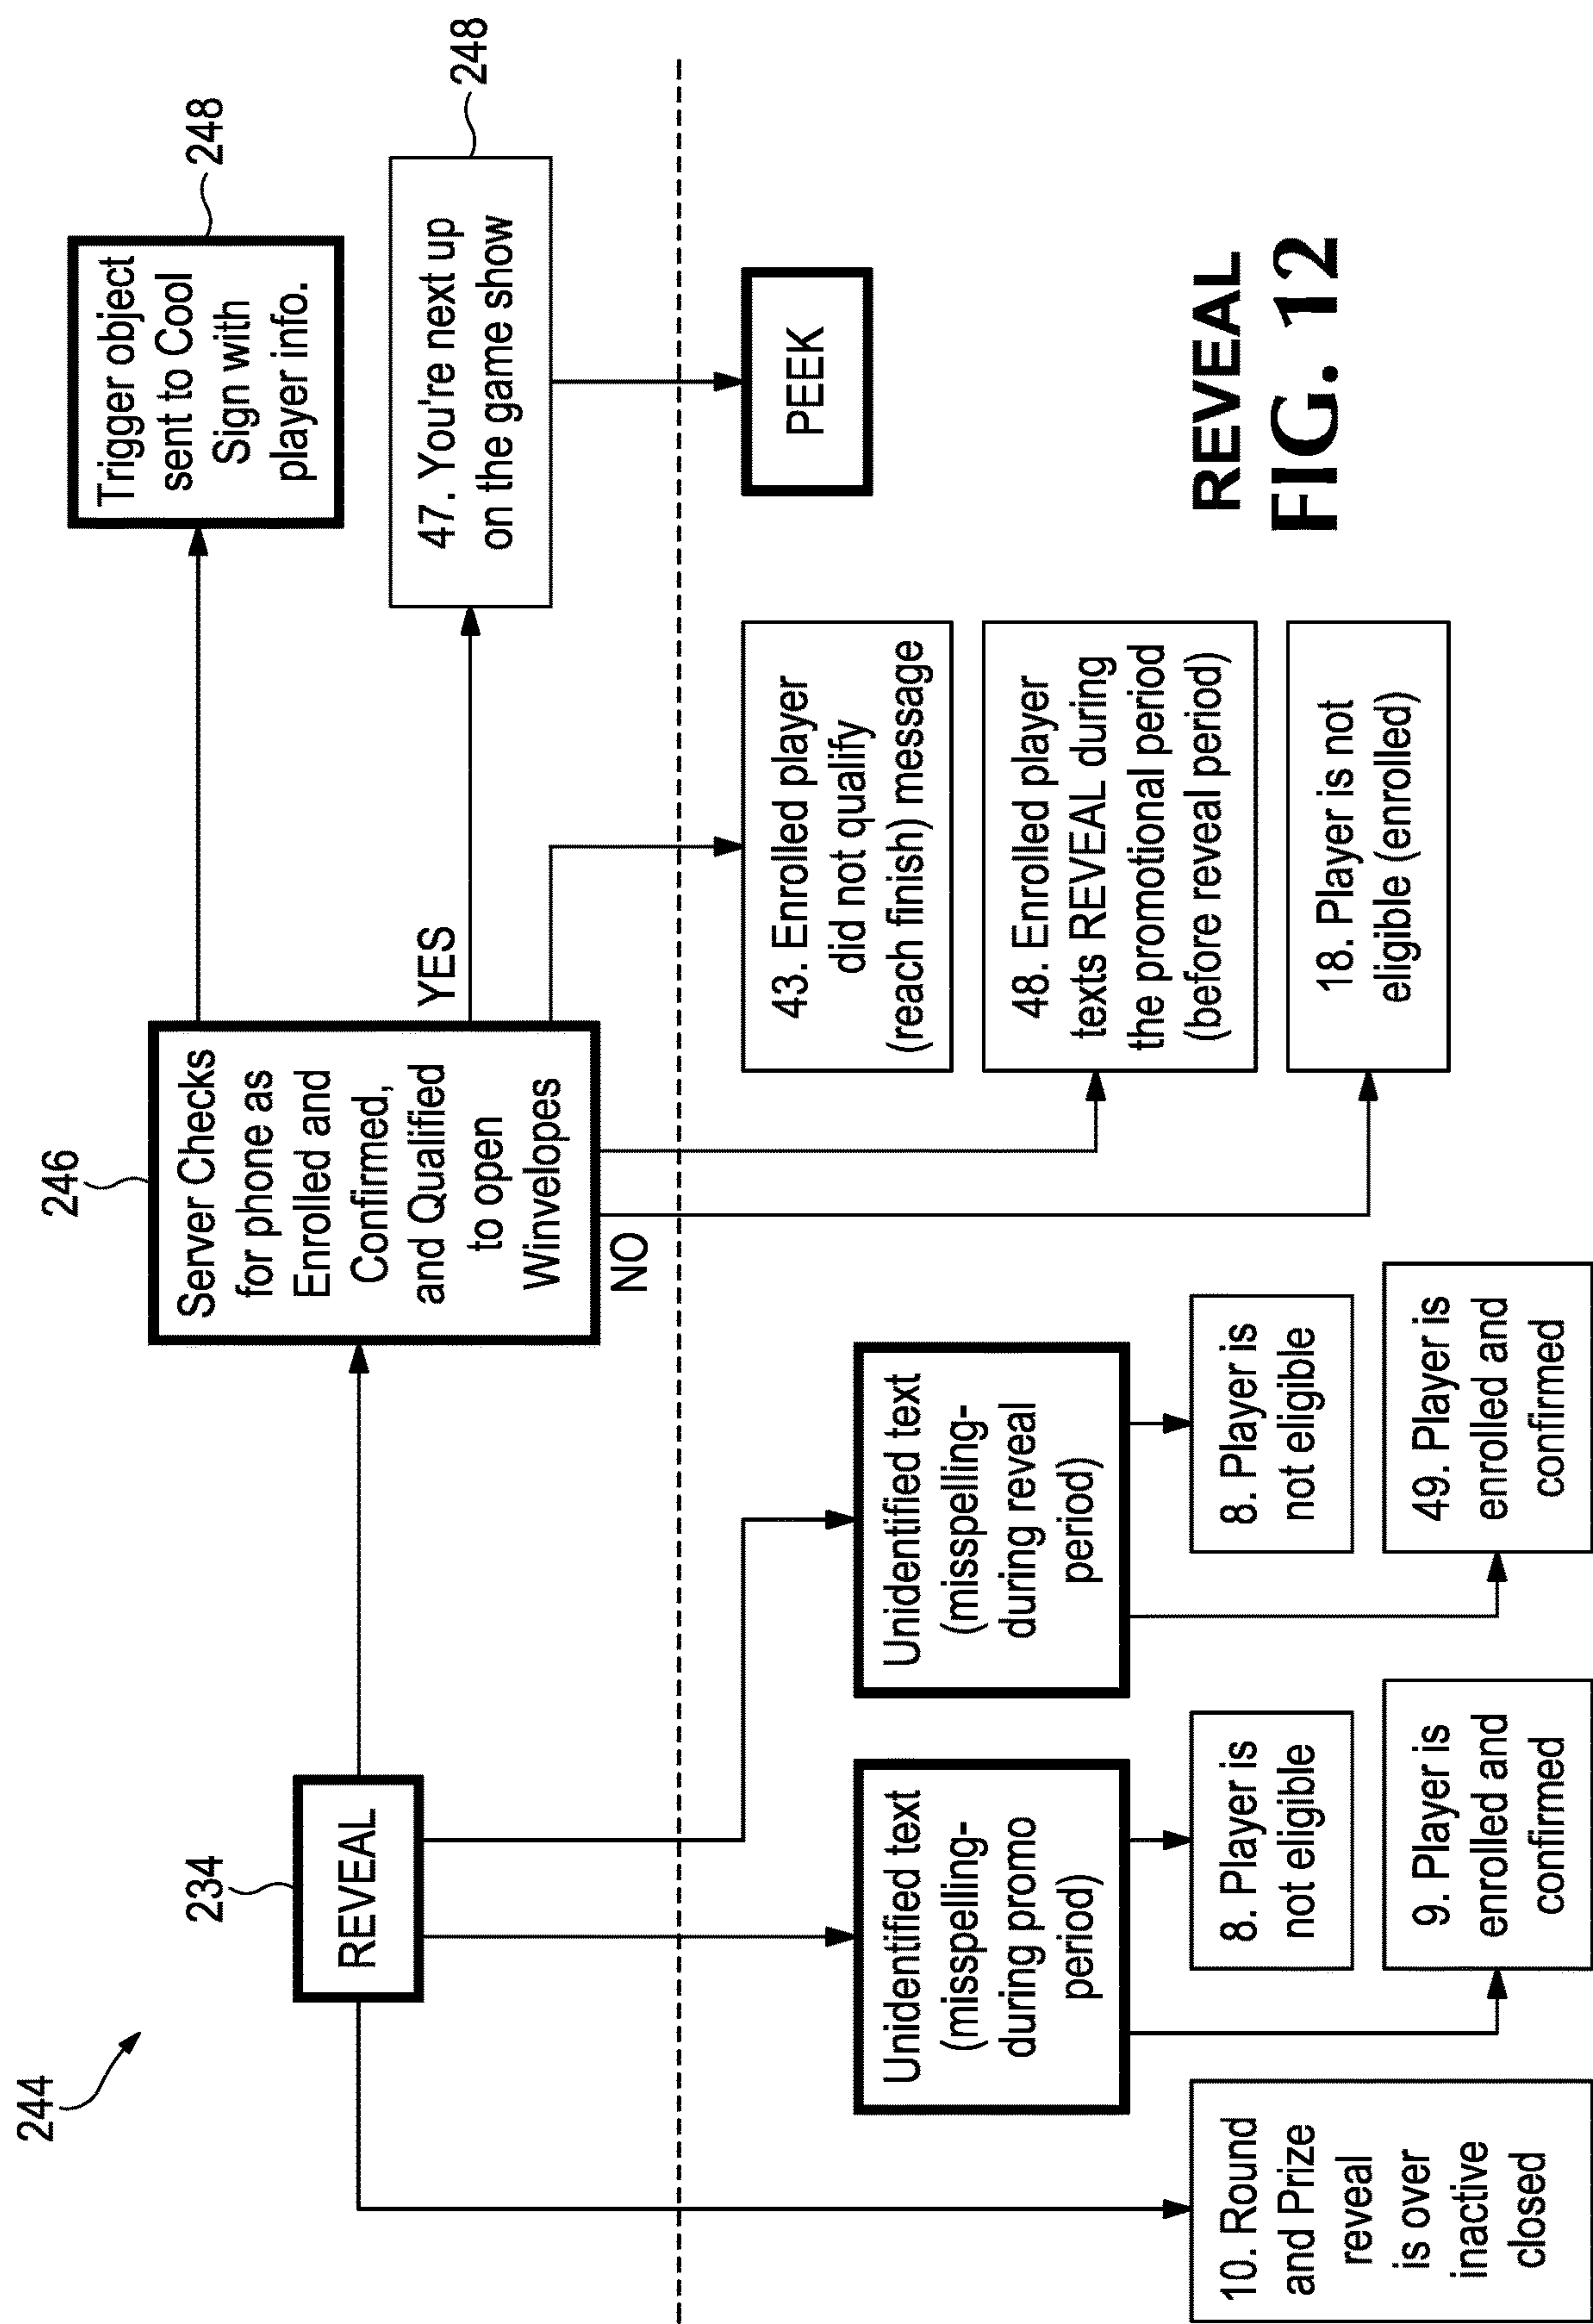 244
234
REVEAL
246
Server Checks
for phone as
Enrolled and
Confirmed,
and Qualified
to open
Winvelopes
YES
NO
Trigger object
sent to Cool
Sign with
player info.
248
47. You're next up
on the game show
248
10. Round
and Prize
reveal
is over
inactive
closed
Unidentified text
(misspelling-
during promo
period)
8. Player is
not eligible
9. Player is
enrolled and
confirmed
Unidentified text
(misspelling-
during reveal
period)
8. Player is
not eligible
49. Player is
enrolled and
confirmed
43. Enrolled player
did not qualify
(reach finish) message
48. Enrolled player
texts REVEAL during
the promotional period
(before reveal period)
18. Player is not
eligible (enrolled)
PEEK
REVEAL
FIG. 12